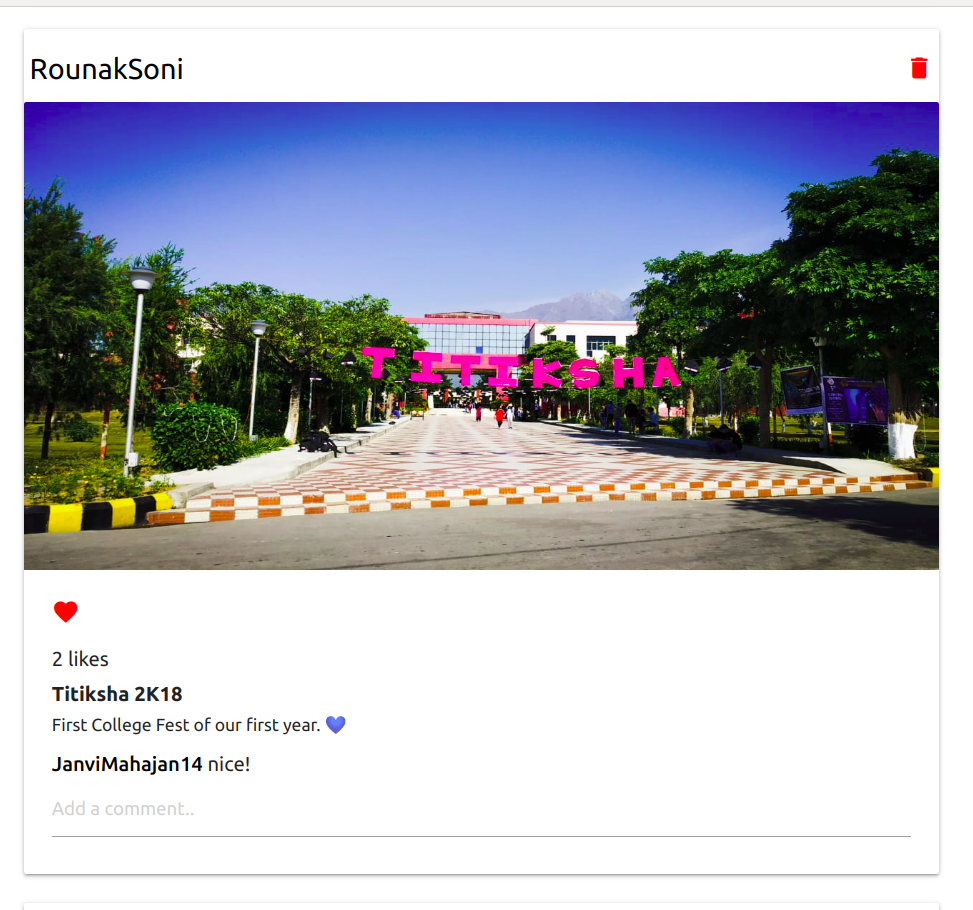 RounakSoni
TITIKSHA
2 likes
Titiksha 2K18
First College Fest of our first year. 💙
JanviMahajan14 nice!
Add a comment..